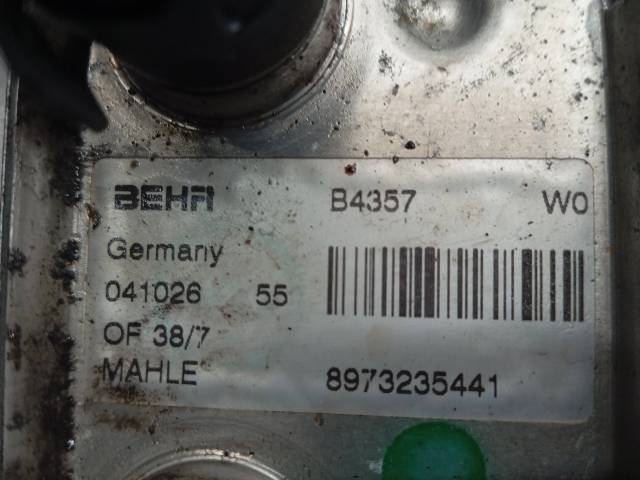 BEHR B4357 W0
Germany
041026 55
OF 38/7
MAHLE 8973235441